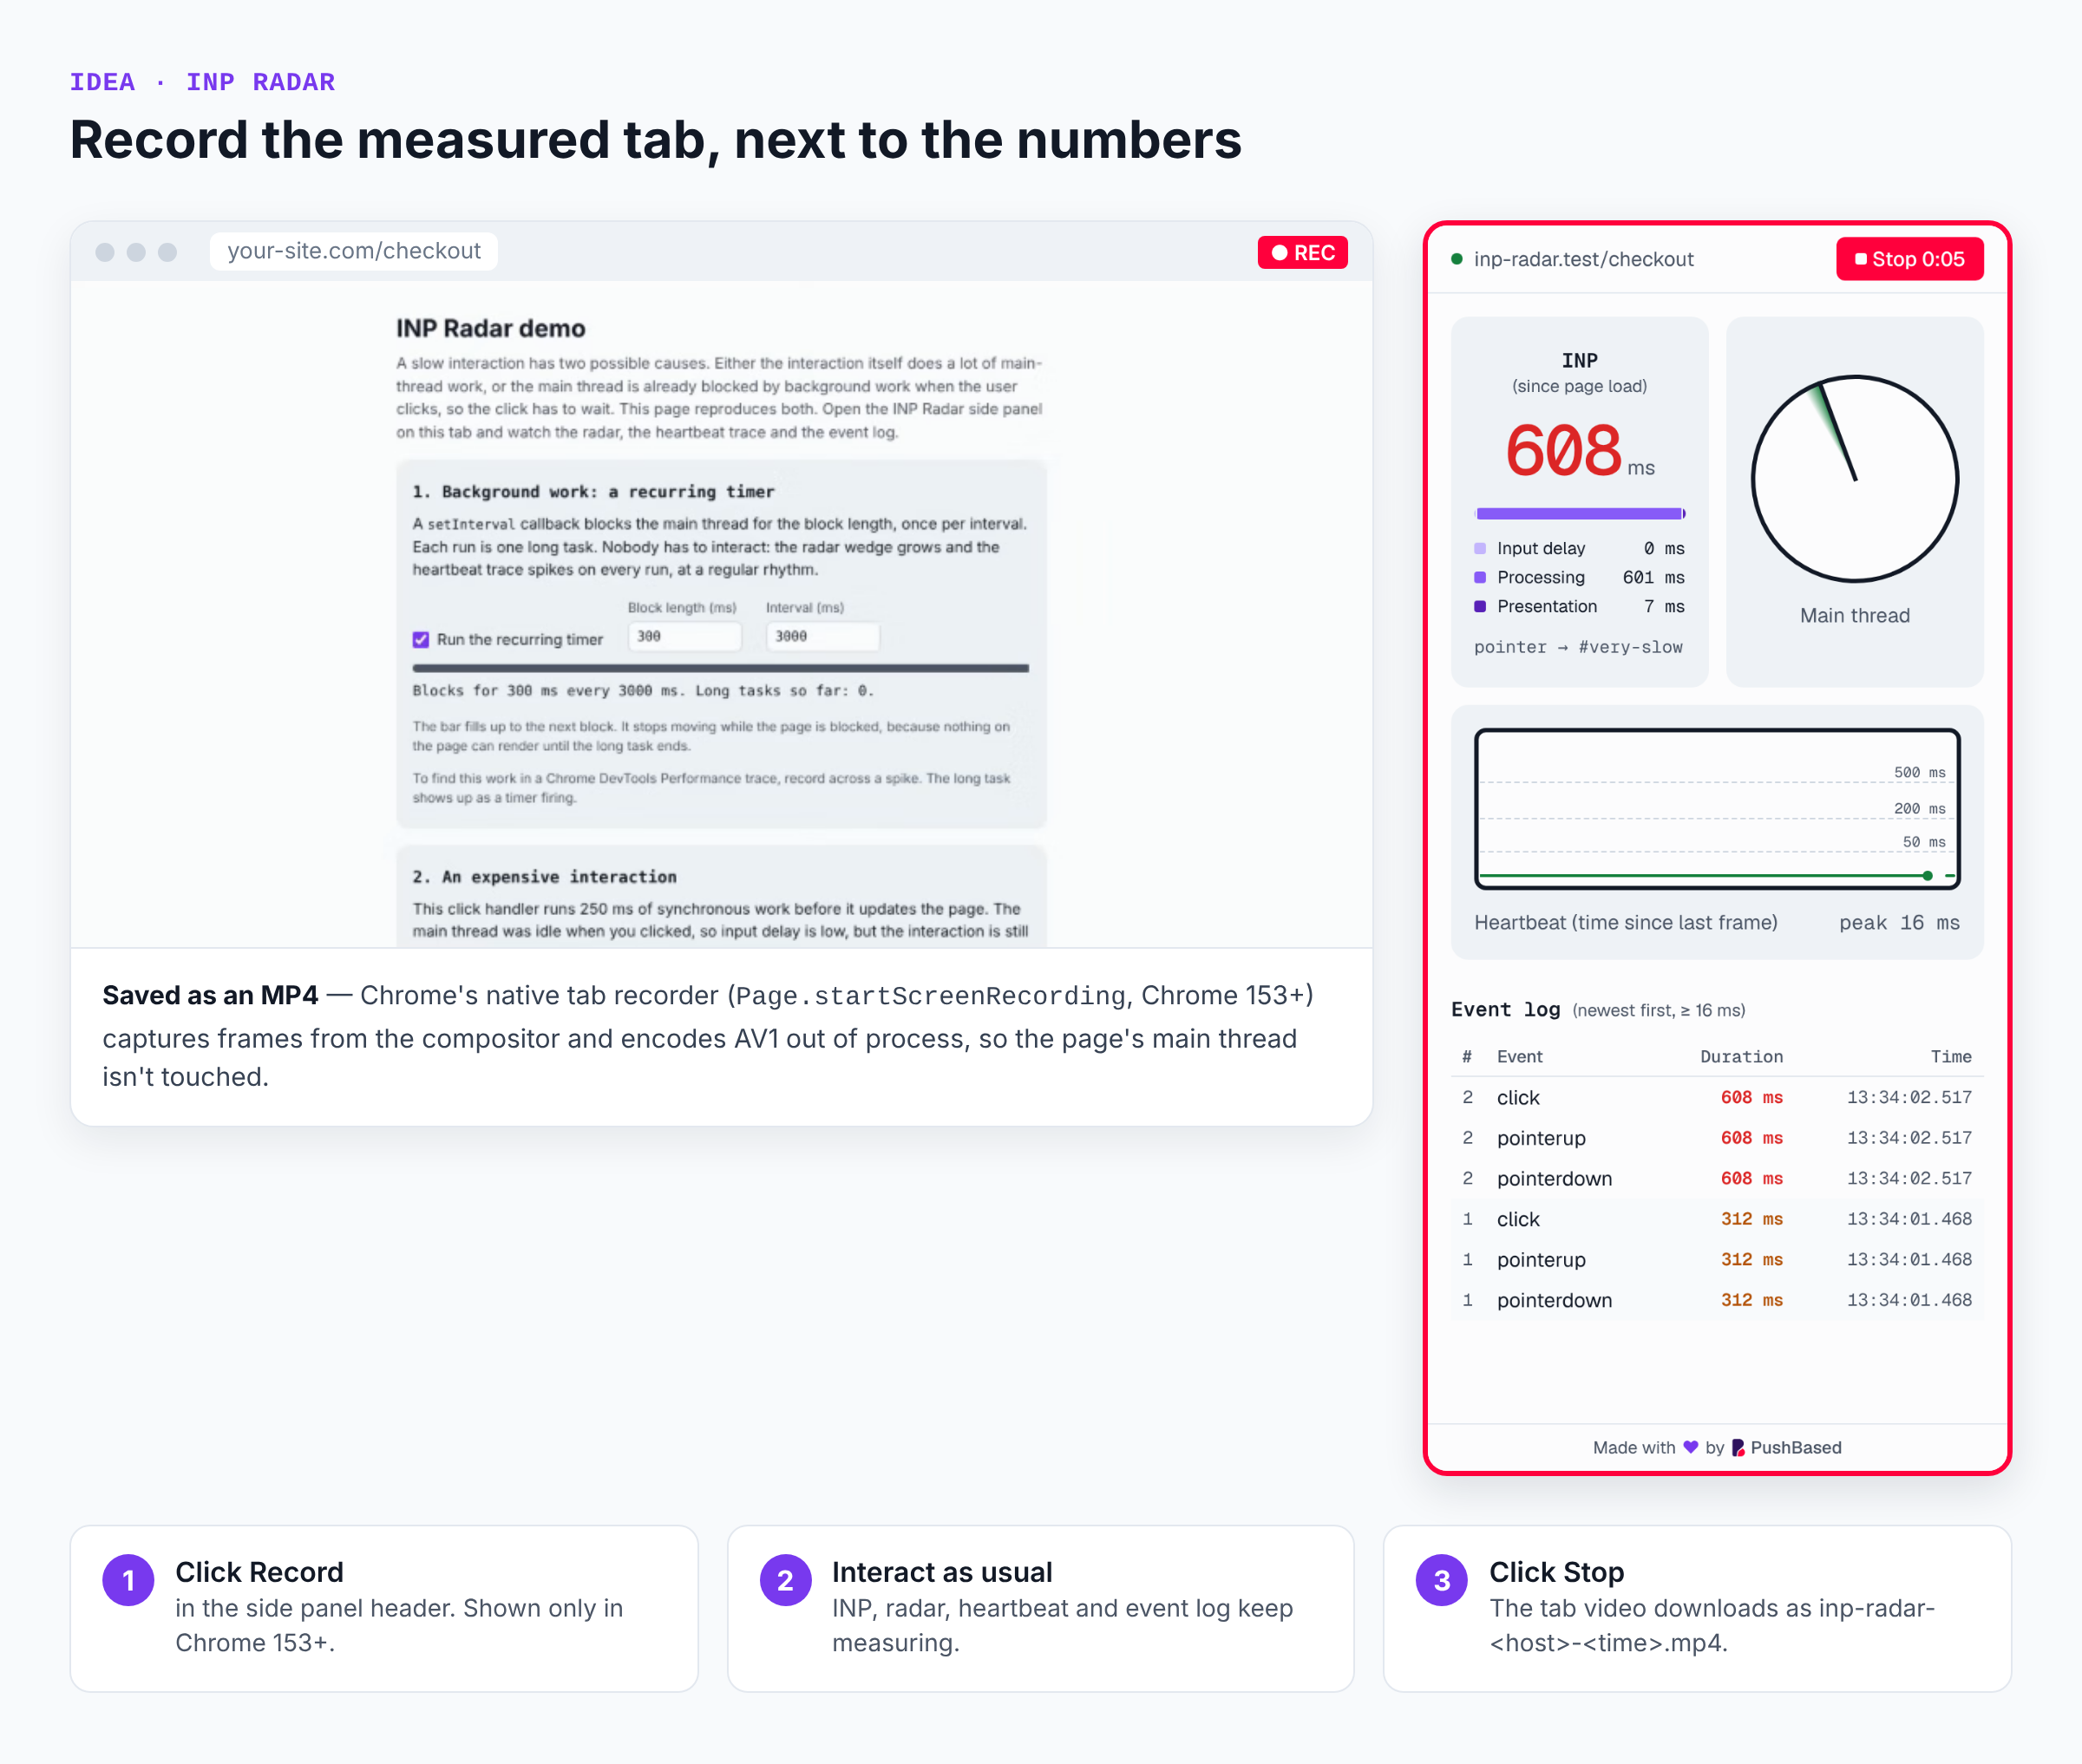 IDEA · INP RADAR
Record the measured tab, next to the numbers
your-site.com/checkout
REC
INP Radar demo
A slow interaction has two possible causes. Either the interaction itself does a lot of main-
thread work, or the main thread is already blocked by background work when the user
clicks, so the click has to wait. This page reproduces both. Open the INP Radar side panel
on this tab and watch the radar, the heartbeat trace and the event log.
1. Background work: a recurring timer
A setInterval callback blocks the main thread for the block length, once per interval.
Each run is one long task. Nobody has to interact: the radar wedge grows and the
heartbeat trace spikes on every run, at a regular rhythm.
Block length (ms) Interval (ms)
Run the recurring timer 300 3000
Blocks for 300 ms every 3000 ms. Long tasks so far: 0.
The bar fills up to the next block. It stops moving while the page is blocked, because nothing on
the page can render until the long task ends.
To find this work in a Chrome DevTools Performance trace, record across a spike. The long task
shows up as a timer firing.
2. An expensive interaction
This click handler runs 250 ms of synchronous work before it updates the page. The
main thread was idle when you clicked, so input delay is low, but the interaction is still
Saved as an MP4 — Chrome's native tab recorder (Page.startScreenRecording, Chrome 153+)
captures frames from the compositor and encodes AV1 out of process, so the page's main thread
isn't touched.
inp-radar.test/checkout
Stop 0:05
INP
(since page load)
608 ms
Input delay 0 ms
Processing 601 ms
Presentation 7 ms
pointer → #very-slow
Main thread
500 ms
200 ms
50 ms
Heartbeat (time since last frame) peak 16 ms
Event log (newest first, ≥ 16 ms)
# Event Duration Time
2 click 608 ms 13:34:02.517
2 pointerup 608 ms 13:34:02.517
2 pointerdown 608 ms 13:34:02.517
1 click 312 ms 13:34:01.468
1 pointerup 312 ms 13:34:01.468
1 pointerdown 312 ms 13:34:01.468
Made with 💜 by PushBased
1
Click Record
in the side panel header. Shown only in
Chrome 153+.
2
Interact as usual
INP, radar, heartbeat and event log keep
measuring.
3
Click Stop
The tab video downloads as inp-radar-
<host>-<time>.mp4.